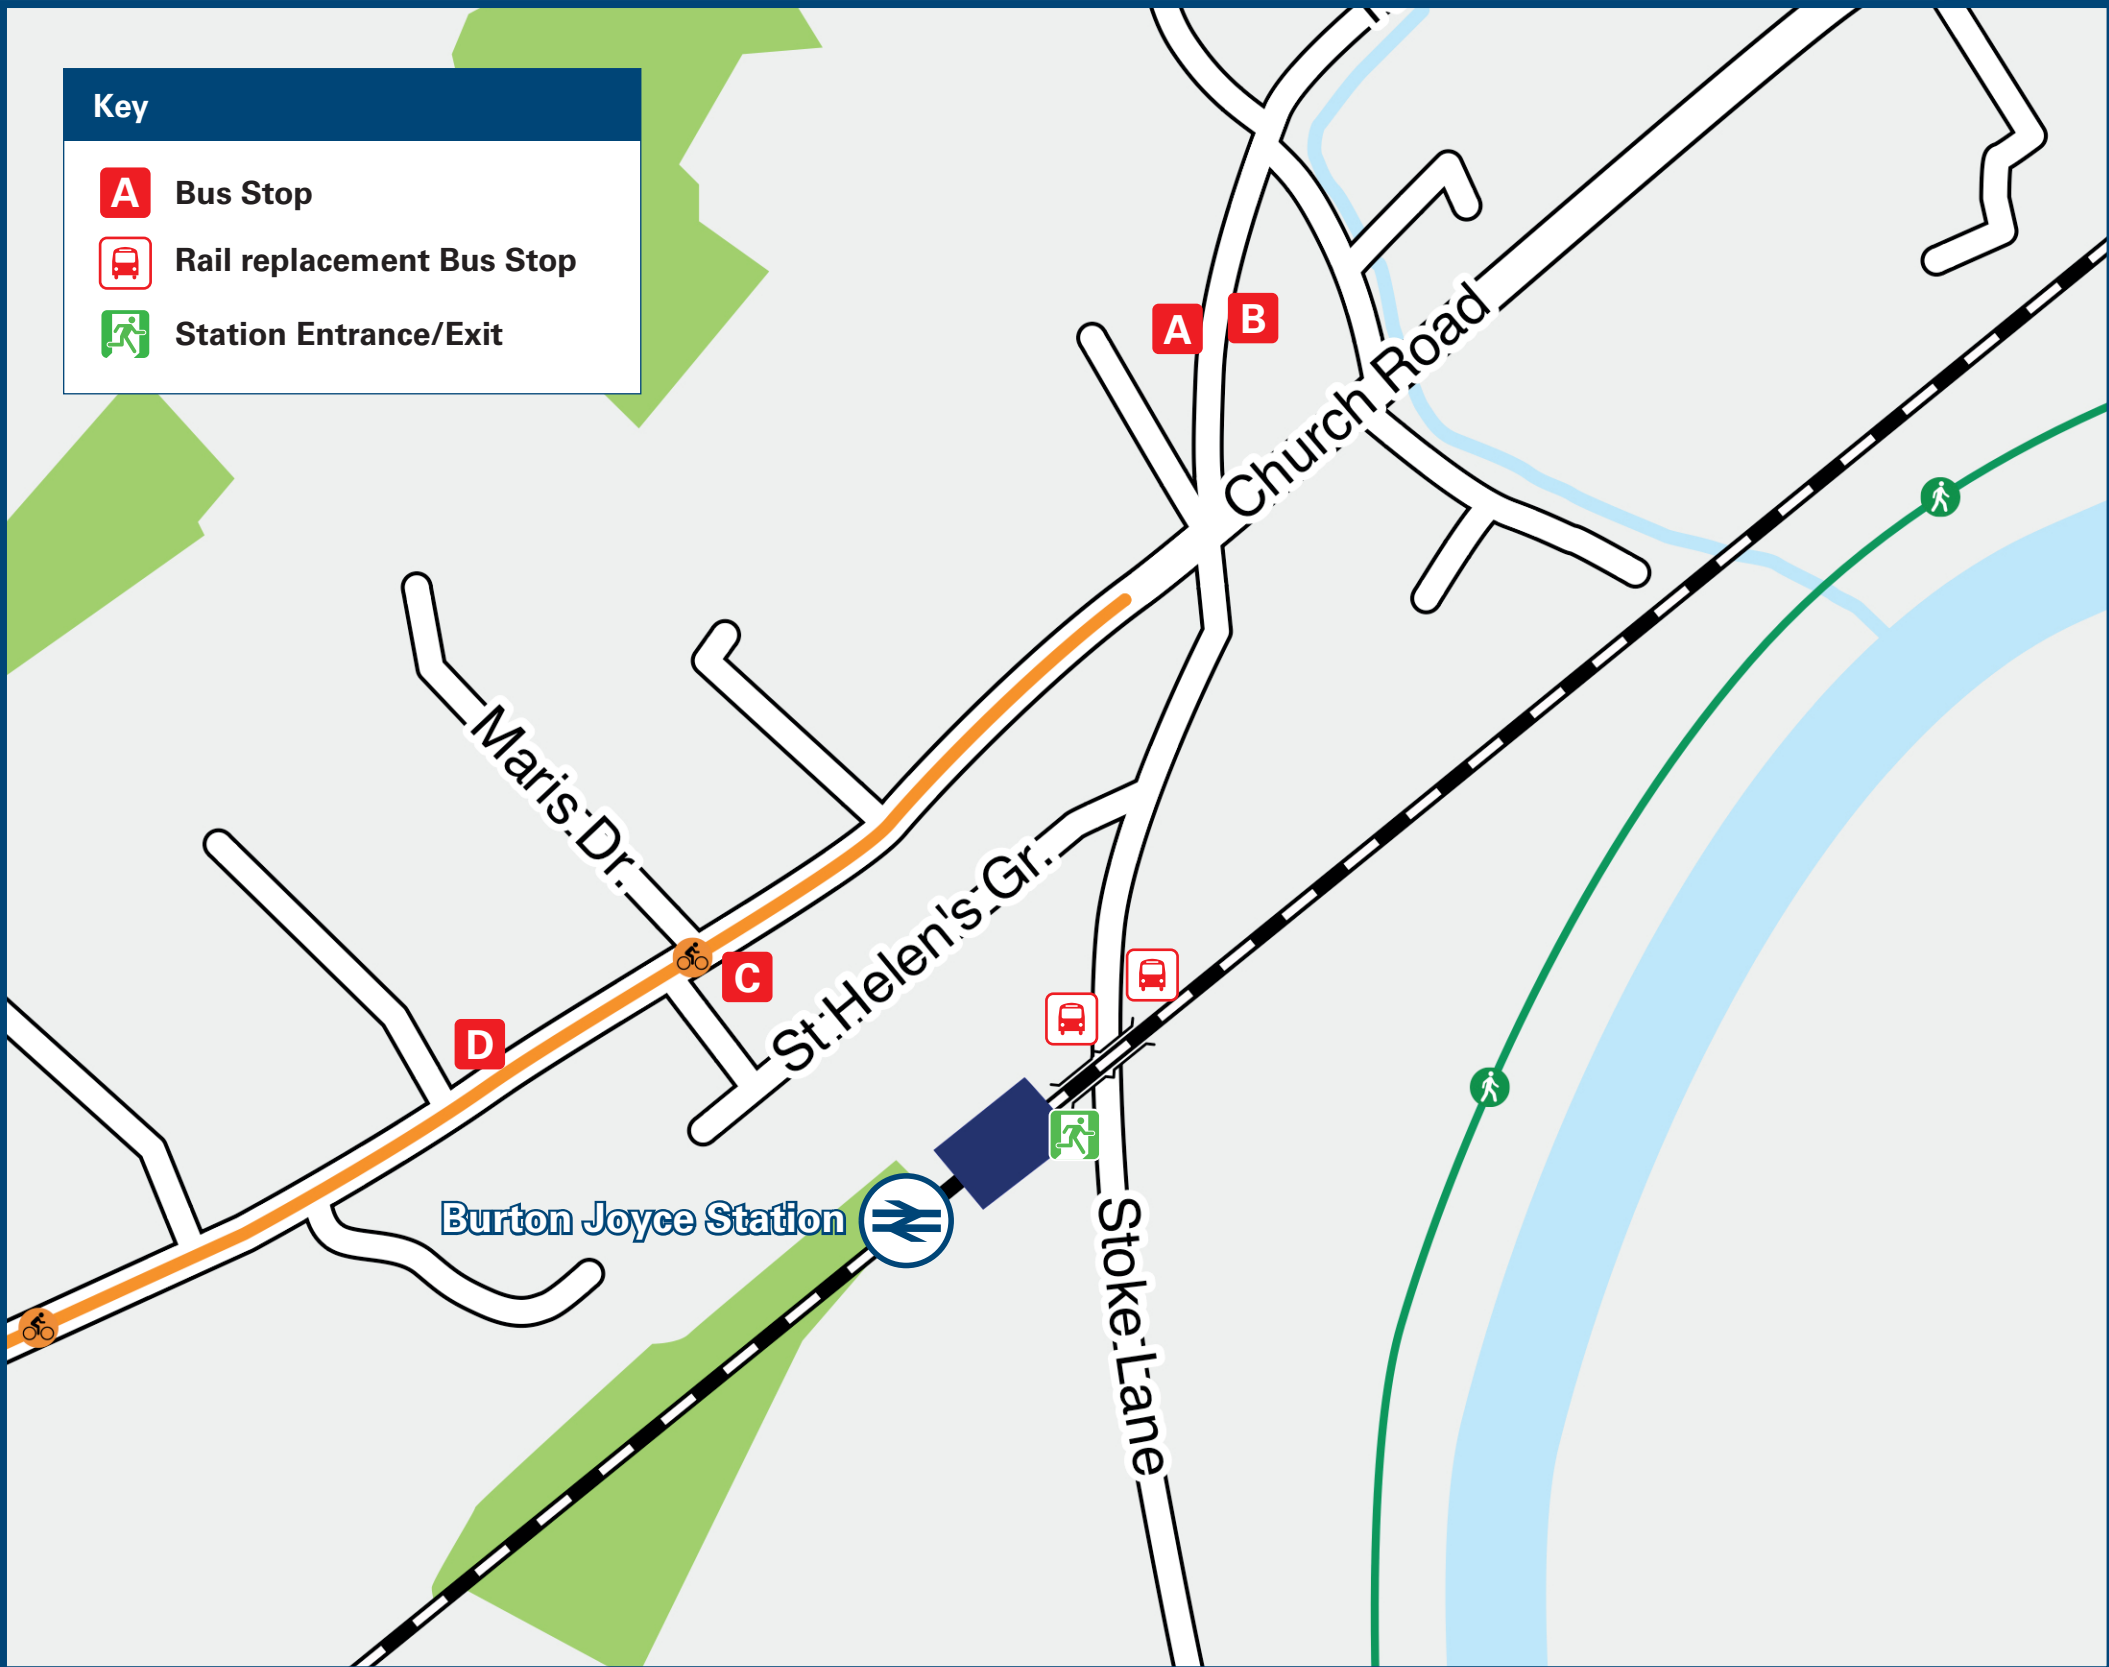 Key
A Bus Stop
Rail replacement Bus Stop
Station Entrance/Exit
A
B
Church Road
Maris Dr.
St Helen's Gr.
C
D
Burton Joyce Station
Stoke Lane